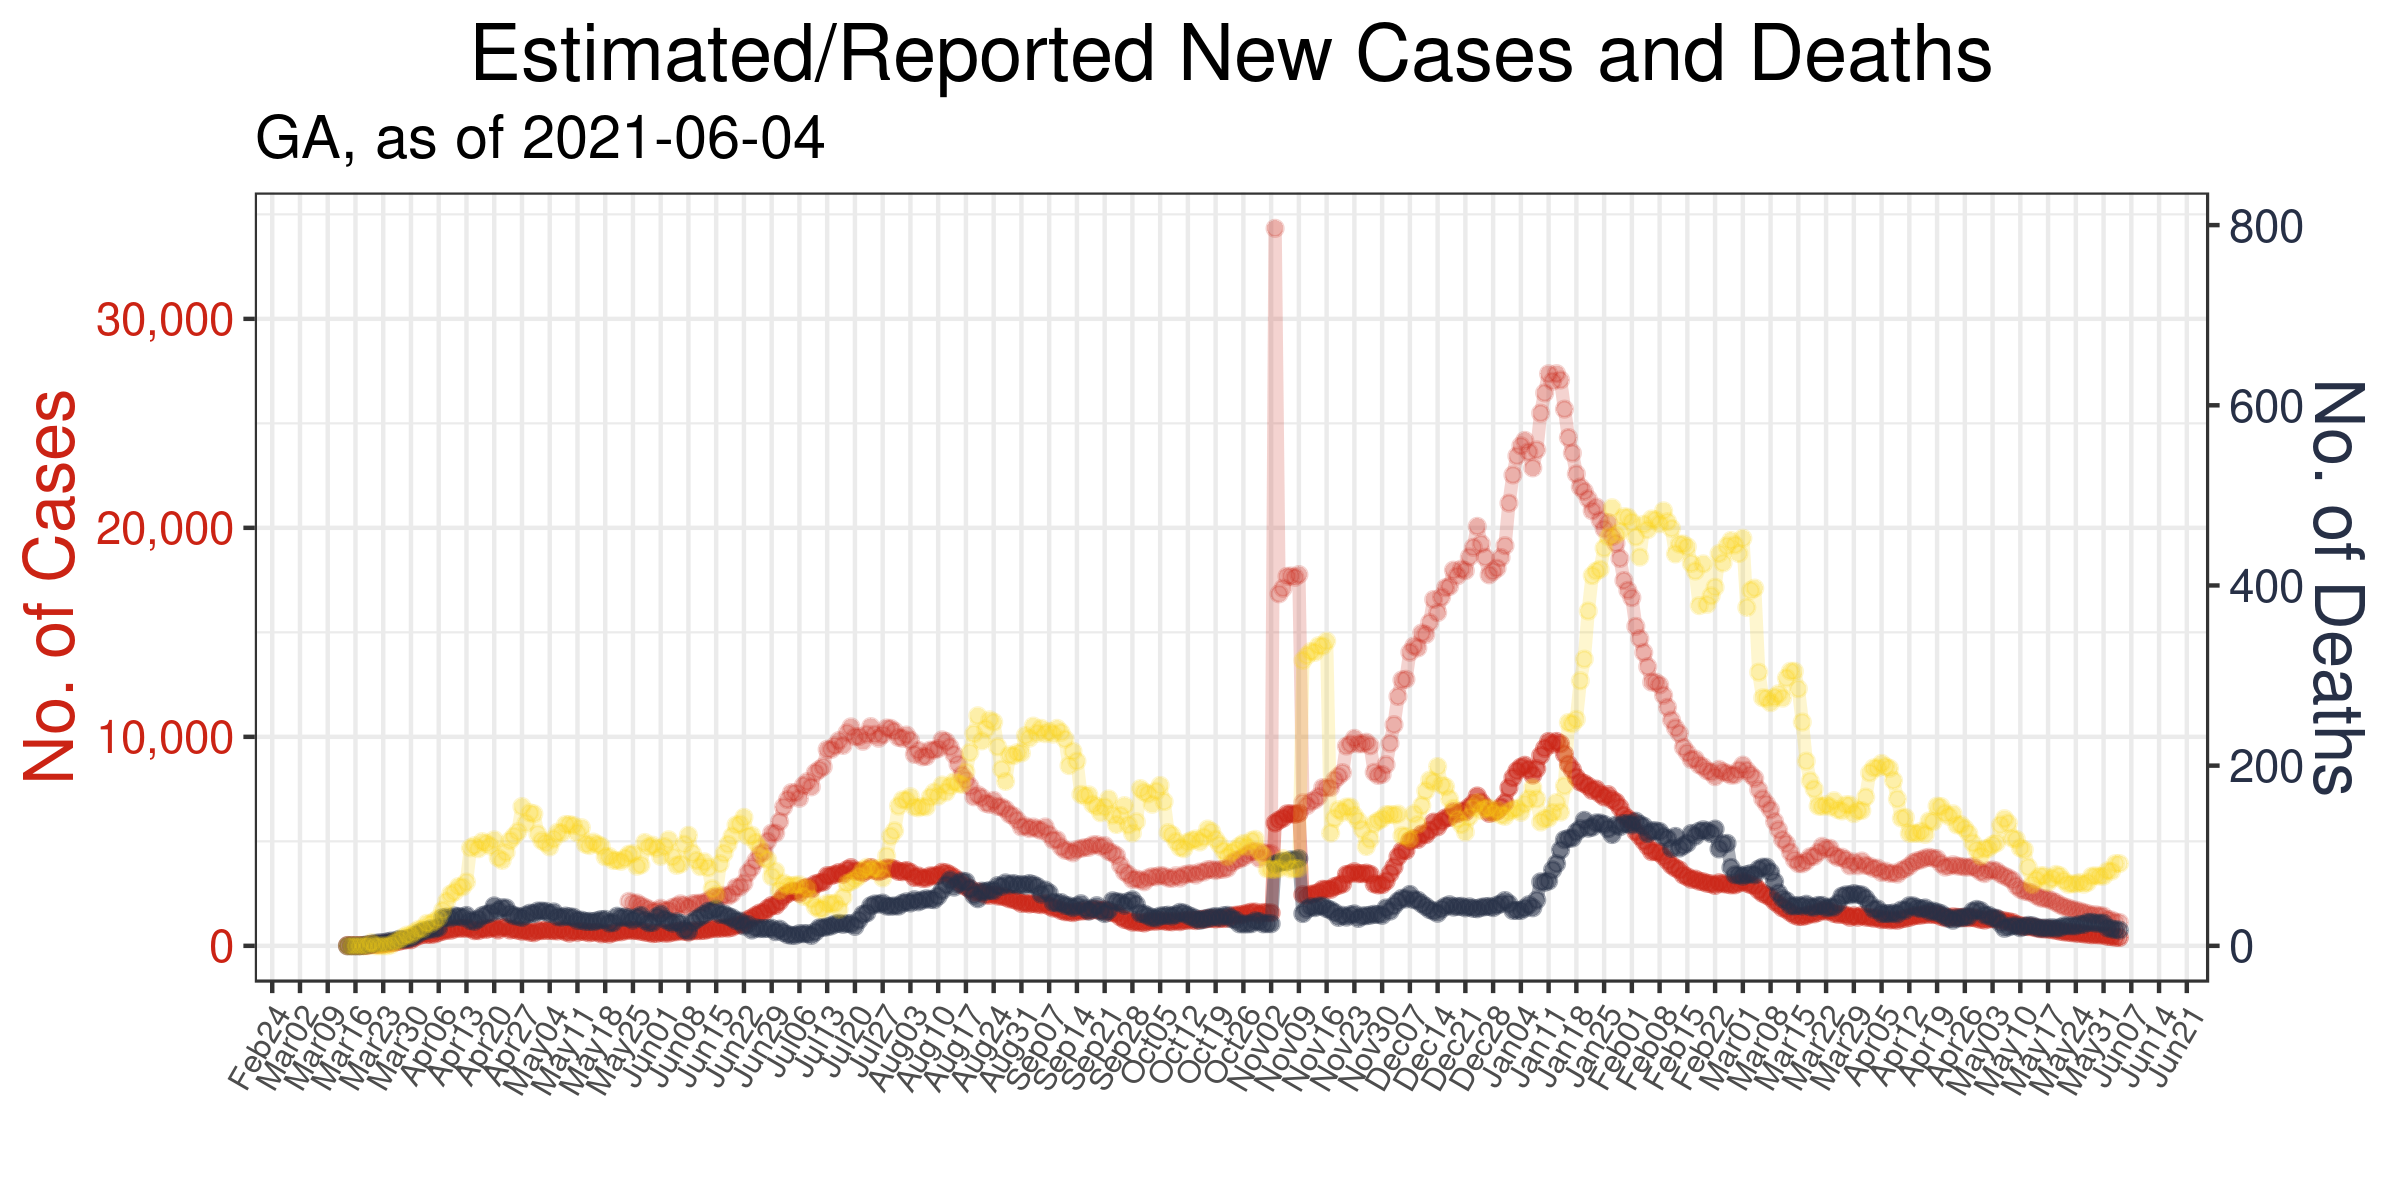 Estimated/Reported New Cases and Deaths
GA, as of 2021-06-04
No. of Cases
30,000
20,000
10,000
0
800
600
400
200
0
No. of Deaths
Feb24
Mar02
Mar09
Mar16
Mar23
Mar30
Apr06
Apr13
Apr20
Apr27
May04
May11
May18
May25
Jun01
Jun08
Jun15
Jun22
Jun29
Jul06
Jul13
Jul20
Jul27
Aug03
Aug10
Aug17
Aug24
Aug31
Sep07
Sep14
Sep21
Sep28
Oct05
Oct12
Oct19
Oct26
Nov02
Nov09
Nov16
Nov23
Nov30
Dec07
Dec14
Dec21
Dec28
Jan04
Jan11
Jan18
Jan25
Feb01
Feb08
Feb15
Feb22
Mar01
Mar08
Mar15
Mar22
Mar29
Apr05
Apr12
Apr19
Apr26
May03
May10
May17
May24
May31
Jun07
Jun14
Jun21